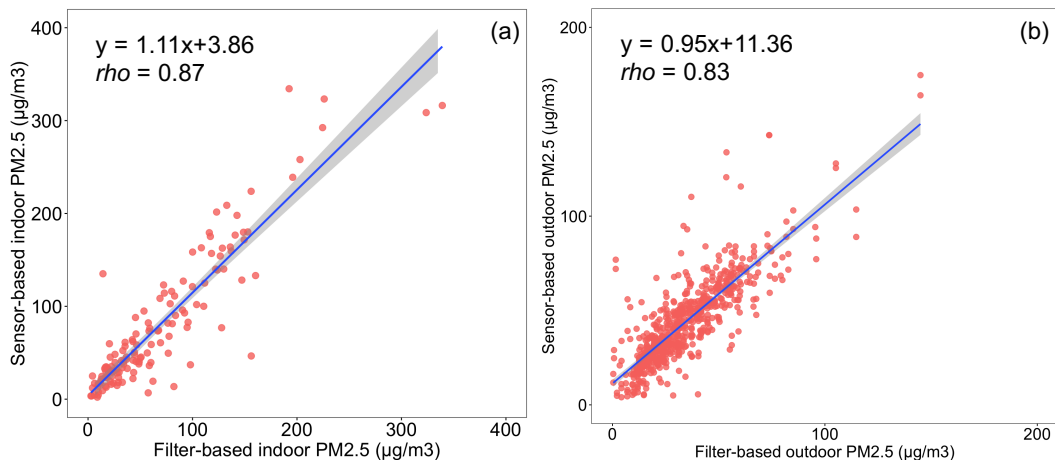 (a)
y = 1.11x+3.86
rho = 0.87
Sensor-based indoor PM2.5 (µg/m3)
400
300
200
100
0
0 100 200 300 400
Filter-based indoor PM2.5 (µg/m3)
(b)
y = 0.95x+11.36
rho = 0.83
Sensor-based outdoor PM2.5 (µg/m3)
200
100
0
0 100 200
Filter-based outdoor PM2.5 (µg/m3)